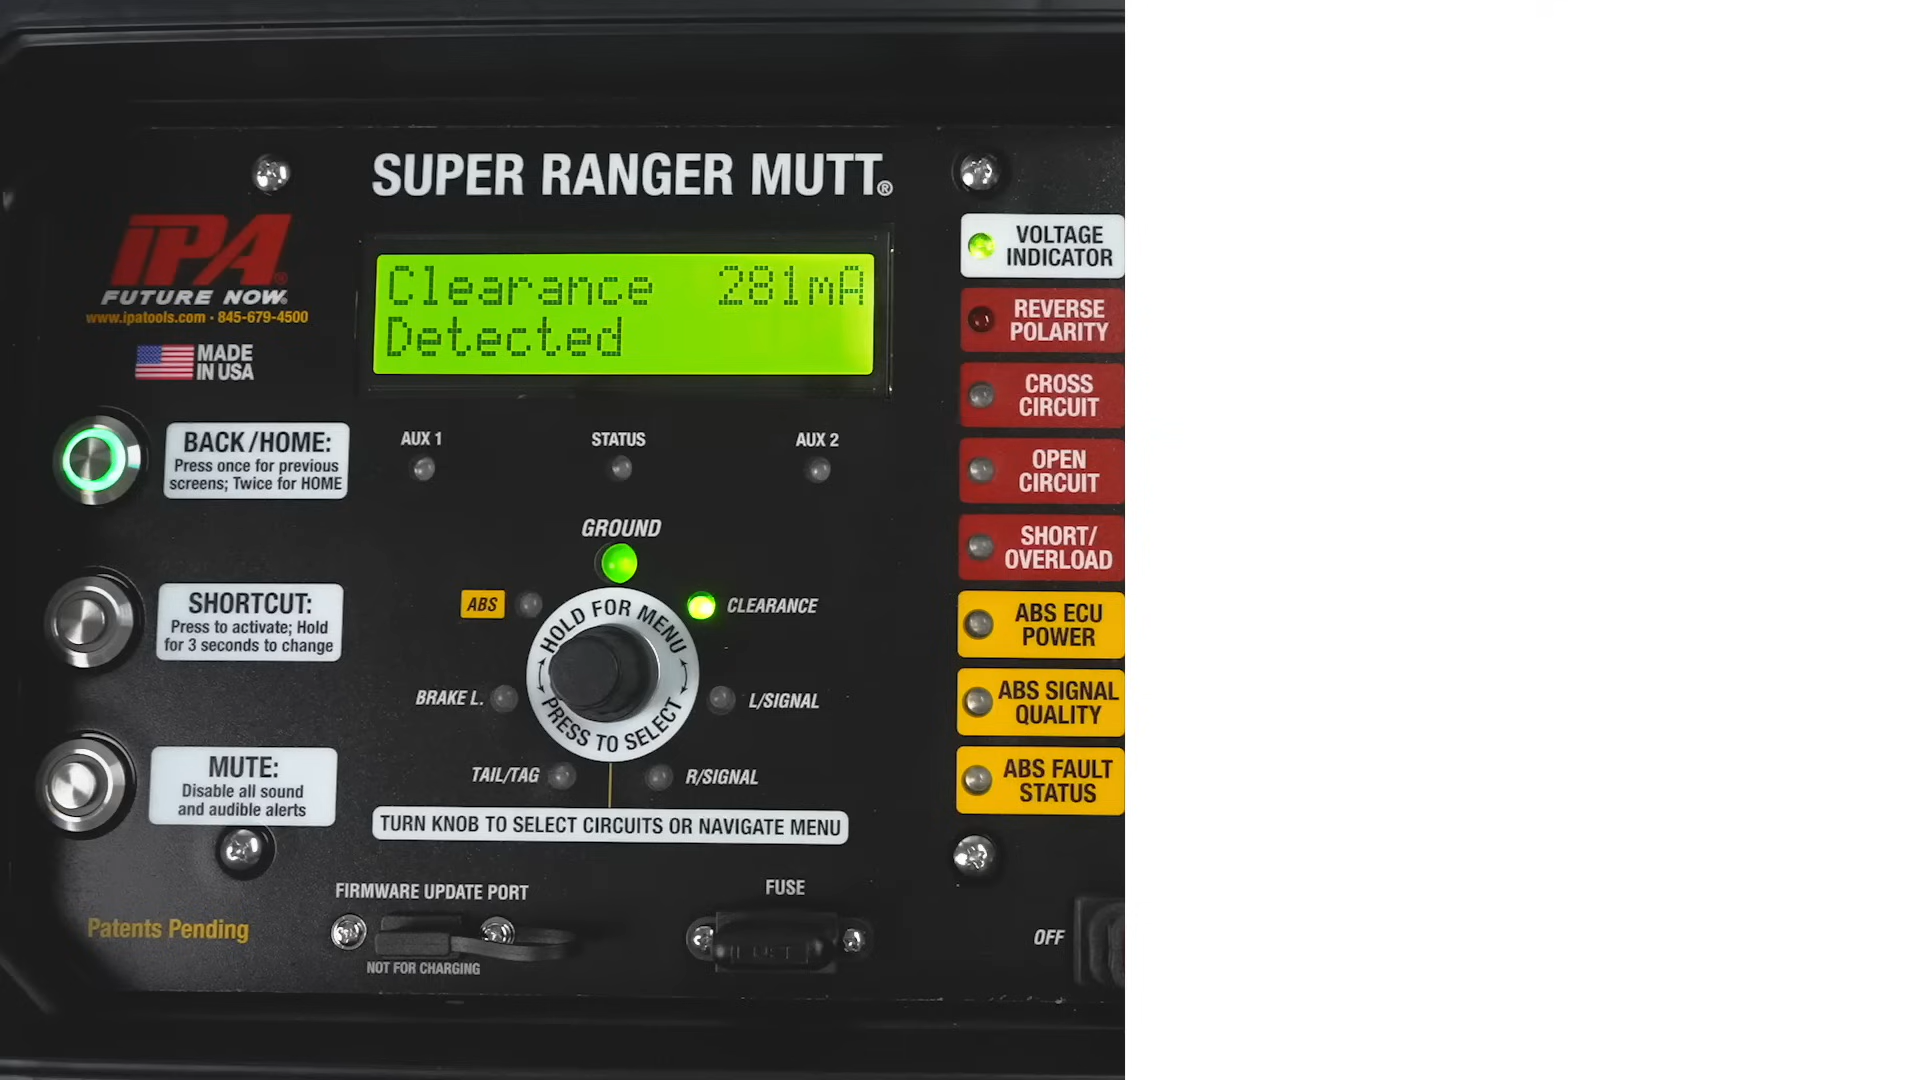 SUPER RANGER MUTT®
iPA®
FUTURE NOW®
www.ipatools.com · 845-679-4500
MADE
IN USA
Clearance 281mA
Detected
BACK/HOME:
Press once for previous
screens; Twice for HOME
SHORTCUT:
Press to activate; Hold
for 3 seconds to change
MUTE:
Disable all sound
and audible alerts
AUX 1
STATUS
AUX 2
GROUND
ABS
CLEARANCE
HOLD FOR MENU
PRESS TO SELECT
BRAKE L.
L/SIGNAL
TAIL/TAG
R/SIGNAL
TURN KNOB TO SELECT CIRCUITS OR NAVIGATE MENU
VOLTAGE
INDICATOR
REVERSE
POLARITY
CROSS
CIRCUIT
OPEN
CIRCUIT
SHORT/
OVERLOAD
ABS ECU
POWER
ABS SIGNAL
QUALITY
ABS FAULT
STATUS
Patents Pending
FIRMWARE UPDATE PORT
NOT FOR CHARGING
FUSE
OFF